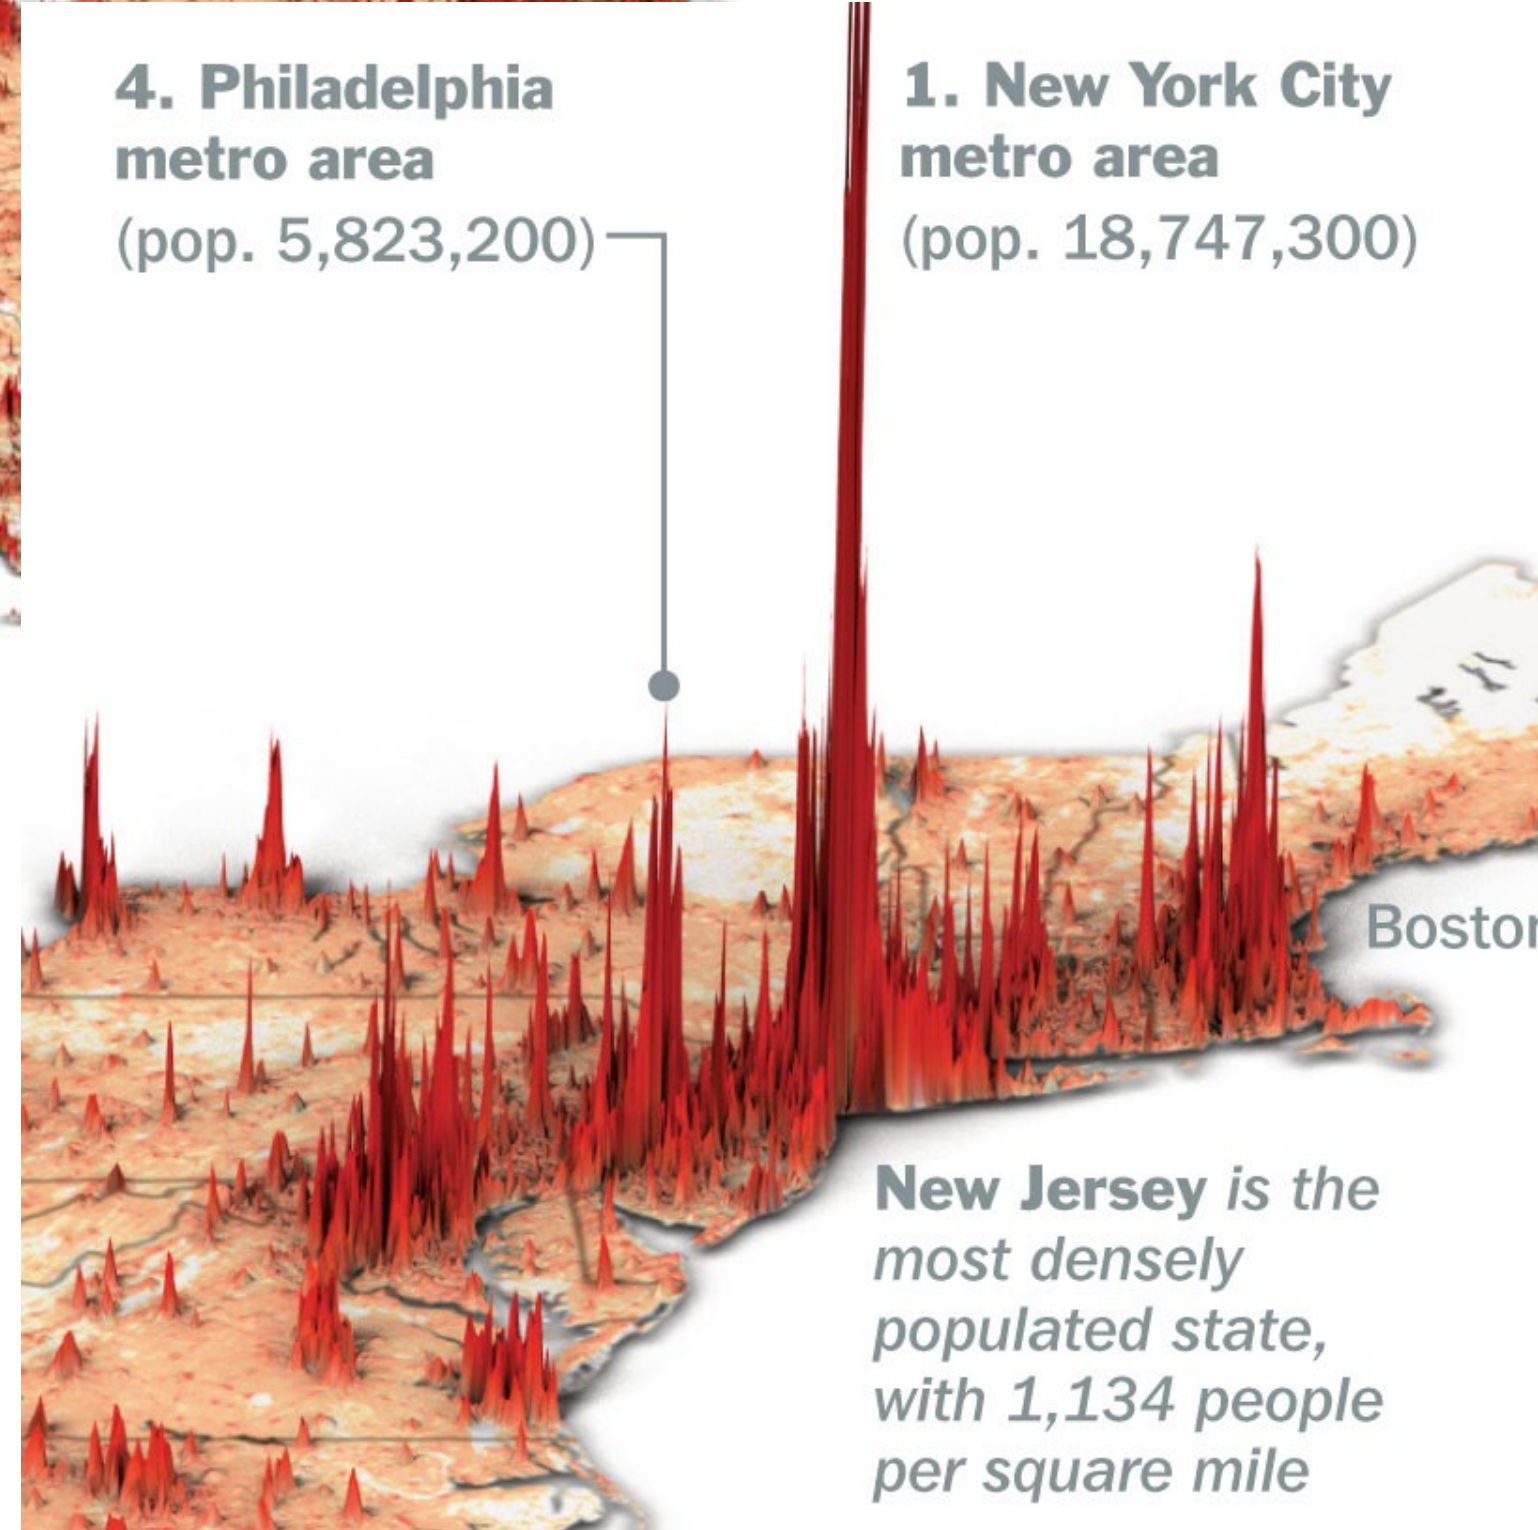 4. Philadelphia
metro area
(pop. 5,823,200)
1. New York City
metro area
(pop. 18,747,300)
Bosto
New Jersey is the
most densely
populated state,
with 1,134 people
per square mile